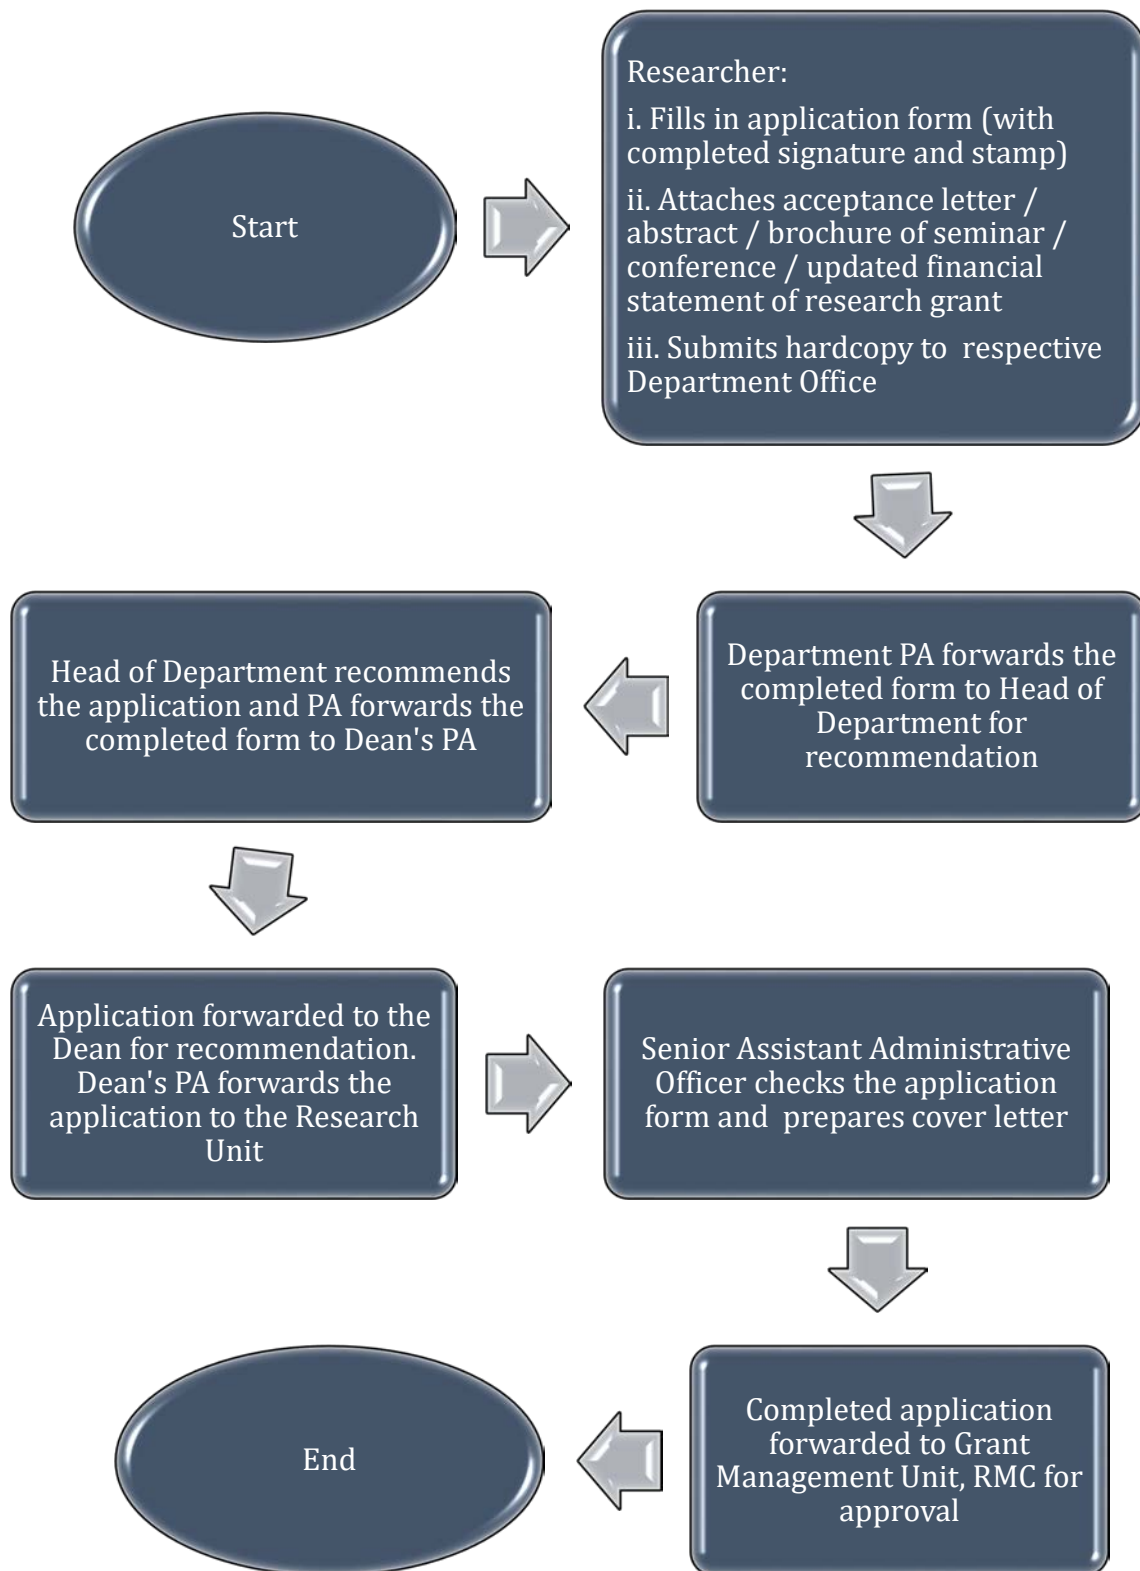 Start
Researcher:
i. Fills in application form (with
completed signature and stamp)
ii. Attaches acceptance letter /
abstract / brochure of seminar /
conference / updated financial
statement of research grant
iii. Submits hardcopy to  respective
Department Office
Department PA forwards the
completed form to Head of
Department for
recommendation
Head of Department recommends
the application and PA forwards the
completed form to Dean's PA
Application forwarded to the
Dean for recommendation.
Dean's PA forwards the
application to the Research
Unit
Senior Assistant Administrative
Officer checks the application
form and  prepares cover letter
Completed application
forwarded to Grant
Management Unit, RMC for
approval
End